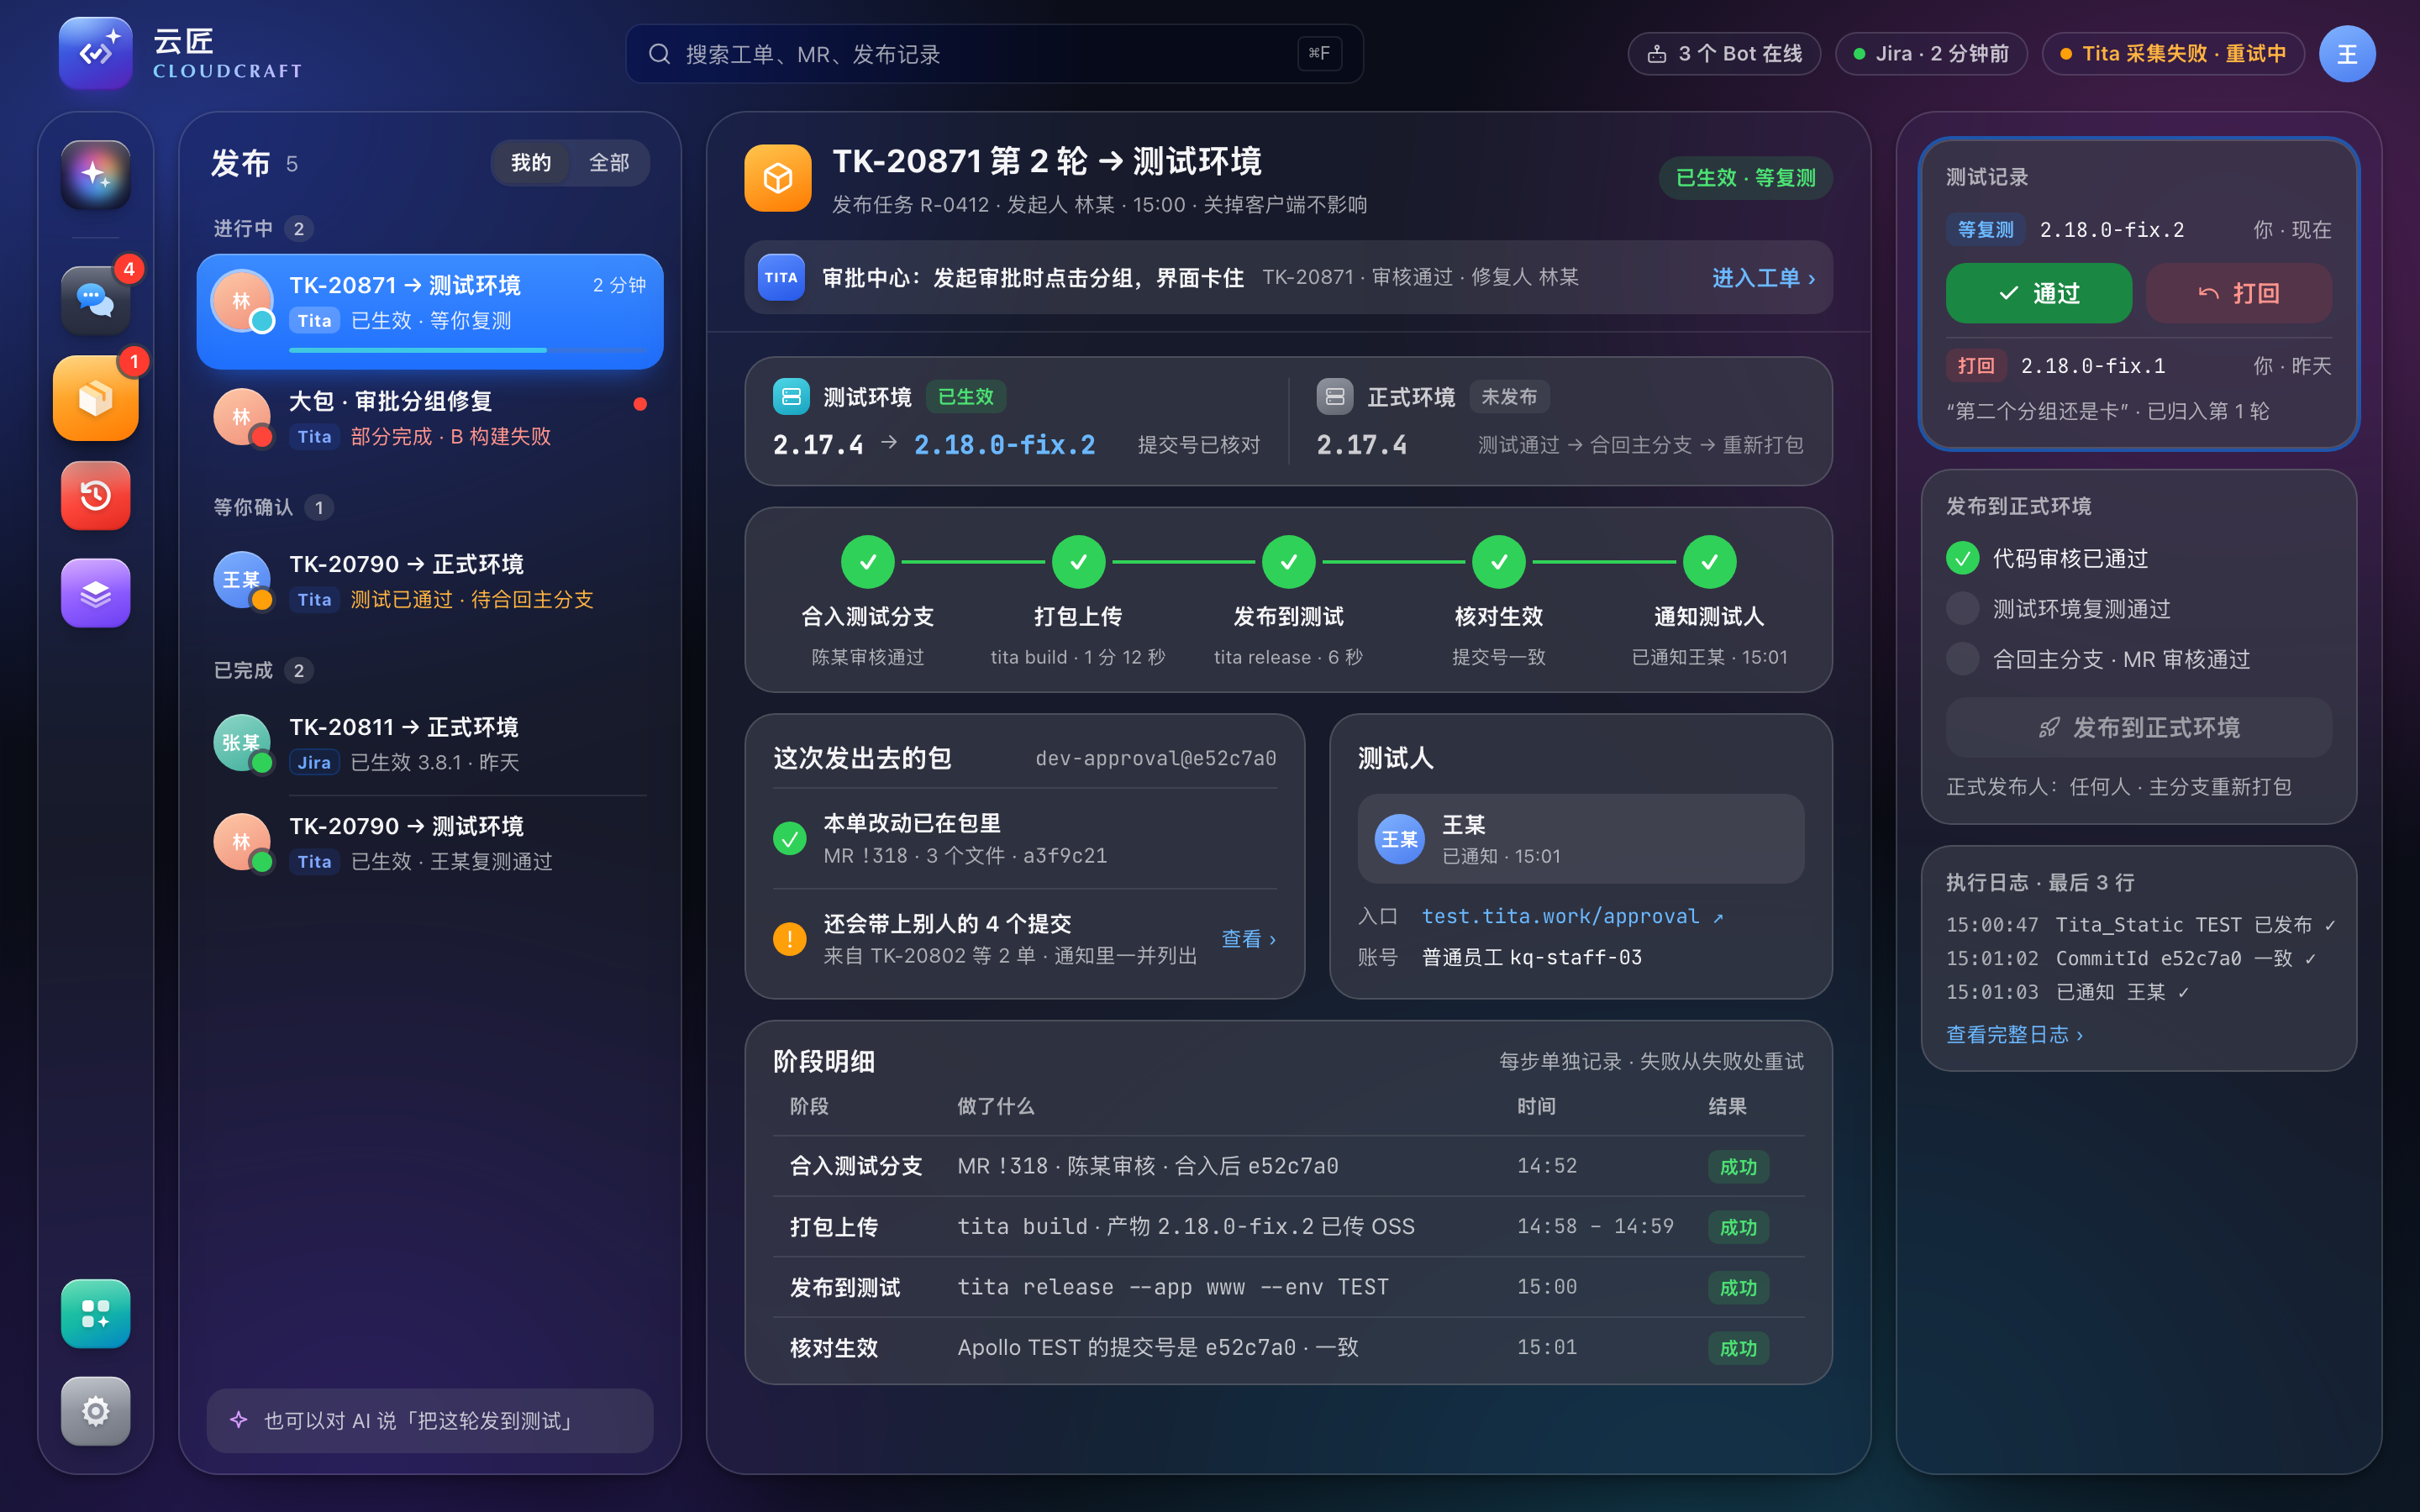 云匠
CLOUDCRAFT
搜索工单、MR、发布记录
⌘F
3 个 Bot 在线
Jira · 2 分钟前
Tita 采集失败 · 重试中
王
4
1
发布 5
我的
全部
进行中 2
林
TK-20871 → 测试环境
2 分钟
Tita 已生效 · 等你复测
林
大包 · 审批分组修复
Tita 部分完成 · B 构建失败
等你确认 1
王某
TK-20790 → 正式环境
Tita 测试已通过 · 待合回主分支
已完成 2
张某
TK-20811 → 正式环境
Jira 已生效 3.8.1 · 昨天
林
TK-20790 → 测试环境
Tita 已生效 · 王某复测通过
也可以对 AI 说「把这轮发到测试」
TK-20871 第 2 轮 → 测试环境
发布任务 R-0412 · 发起人 林某 · 15:00 · 关掉客户端不影响
已生效 · 等复测
TITA 审批中心：发起审批时点击分组，界面卡住 TK-20871 · 审核通过 · 修复人 林某
进入工单 ›
测试环境 已生效
2.17.4 → 2.18.0-fix.2 提交号已核对
正式环境 未发布
2.17.4 测试通过 → 合回主分支 → 重新打包
合入测试分支
陈某审核通过
打包上传
tita build · 1 分 12 秒
发布到测试
tita release · 6 秒
核对生效
提交号一致
通知测试人
已通知王某 · 15:01
这次发出去的包 dev-approval@e52c7a0
本单改动已在包里
MR !318 · 3 个文件 · a3f9c21
还会带上别人的 4 个提交
来自 TK-20802 等 2 单 · 通知里一并列出
查看 ›
测试人
王某
王某
已通知 · 15:01
入口 test.tita.work/approval ↗
账号 普通员工 kq-staff-03
阶段明细 每步单独记录 · 失败从失败处重试
阶段 做了什么 时间 结果
合入测试分支 MR !318 · 陈某审核 · 合入后 e52c7a0 14:52 成功
打包上传 tita build · 产物 2.18.0-fix.2 已传 OSS 14:58 – 14:59 成功
发布到测试 tita release --app www --env TEST 15:00 成功
核对生效 Apollo TEST 的提交号是 e52c7a0 · 一致 15:01 成功
测试记录
等复测 2.18.0-fix.2 你 · 现在
通过
打回
打回 2.18.0-fix.1 你 · 昨天
“第二个分组还是卡” · 已归入第 1 轮
发布到正式环境
代码审核已通过
测试环境复测通过
合回主分支 · MR 审核通过
发布到正式环境
正式发布人：任何人 · 主分支重新打包
执行日志 · 最后 3 行
15:00:47 Tita_Static TEST 已发布 ✓
15:01:02 CommitId e52c7a0 一致 ✓
15:01:03 已通知 王某 ✓
查看完整日志 ›